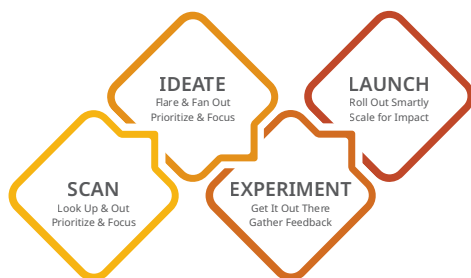 SCAN
Look Up & Out
Prioritize & Focus
IDEATE
Flare & Fan Out
Prioritize & Focus
EXPERIMENT
Get It Out There
Gather Feedback
LAUNCH
Roll Out Smartly
Scale for Impact